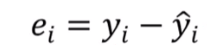 eᵢ = yᵢ − ŷᵢ